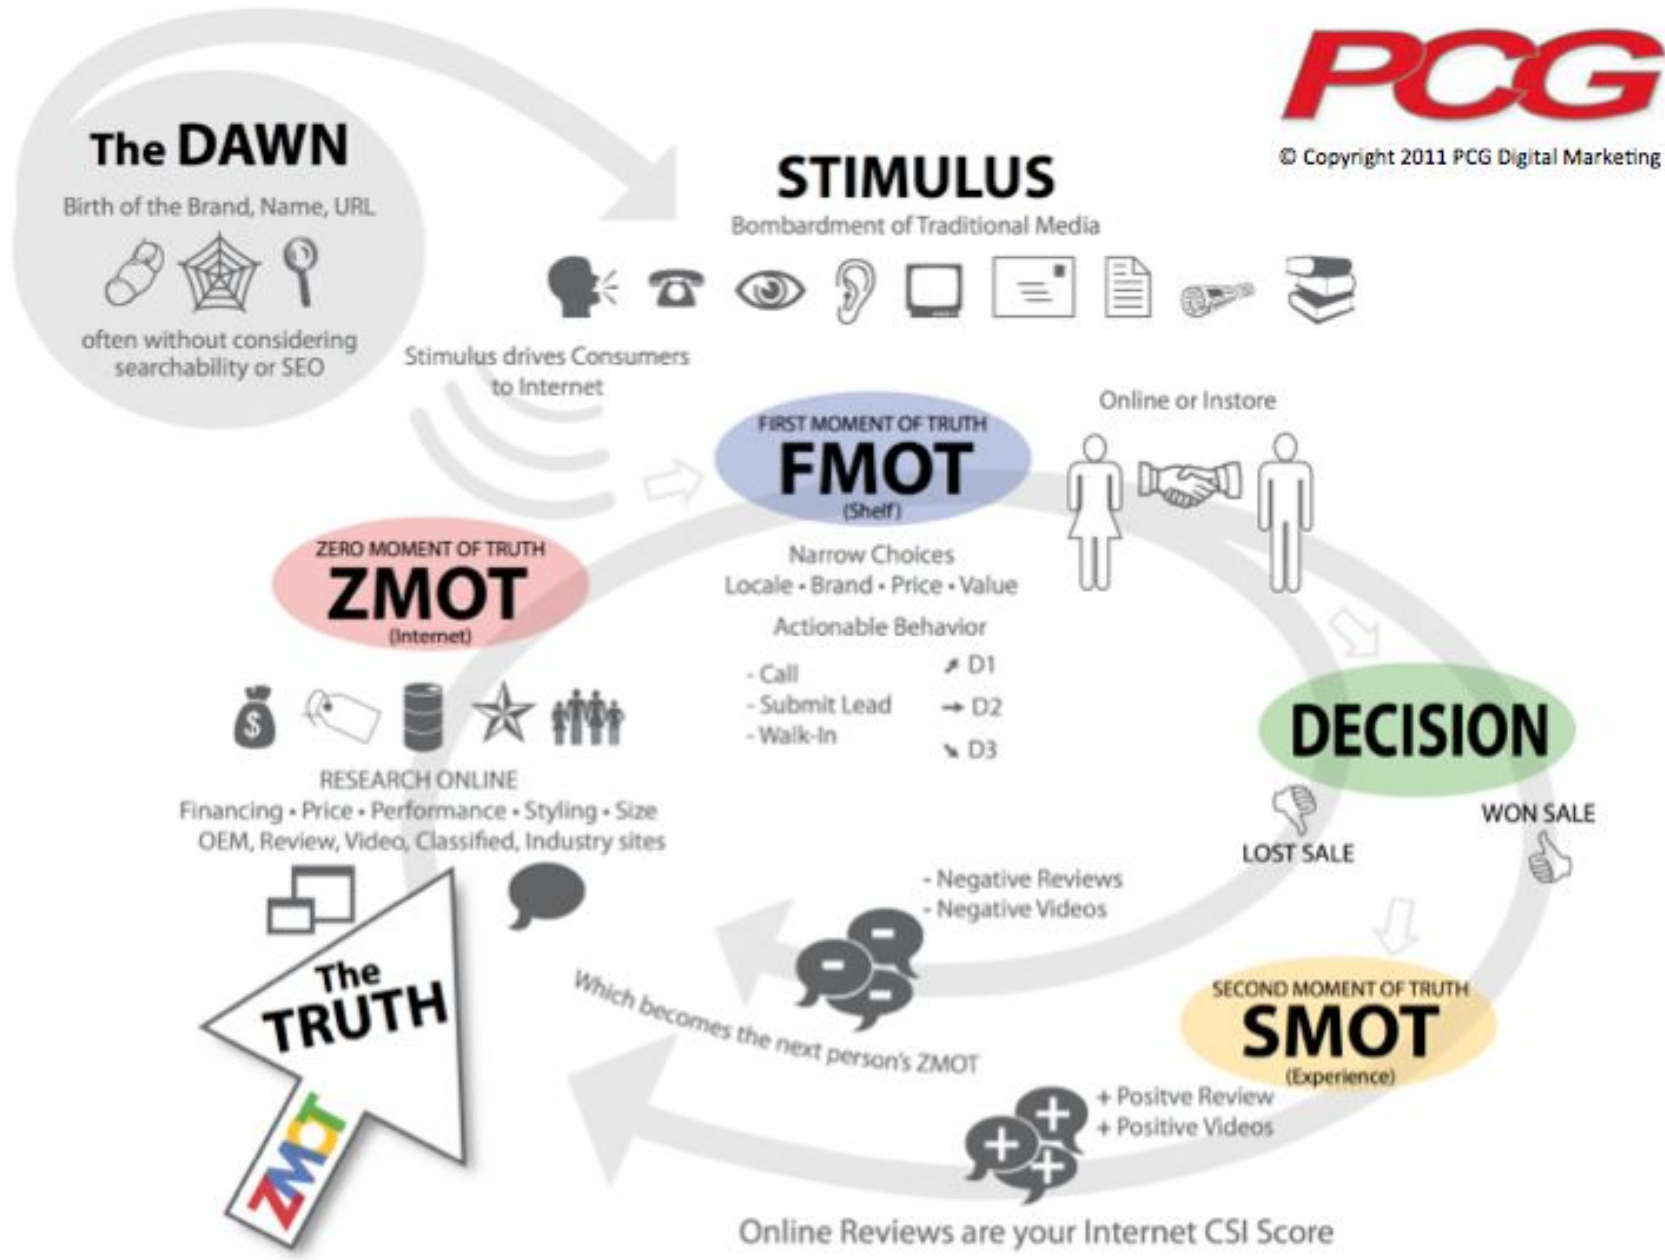 PCG
© Copyright 2011 PCG Digital Marketing
The DAWN
Birth of the Brand, Name, URL
often without considering
searchability or SEO
STIMULUS
Bombardment of Traditional Media
Stimulus drives Consumers
to Internet
FIRST MOMENT OF TRUTH
FMOT
(Shelf)
Online or Instore
ZERO MOMENT OF TRUTH
ZMOT
(Internet)
Narrow Choices
Locale • Brand • Price • Value
Actionable Behavior
- Call
- Submit Lead
- Walk-In
D1
→ D2
D3
$
RESEARCH ONLINE
Financing • Price • Performance • Styling • Size
OEM, Review, Video, Classified, Industry sites
DECISION
LOST SALE
WON SALE
- Negative Reviews
- Negative Videos
Which becomes the next person's ZMOT
The
TRUTH
ZMOT
SECOND MOMENT OF TRUTH
SMOT
(Experience)
+ Positve Review
+ Positive Videos
Online Reviews are your Internet CSI Score